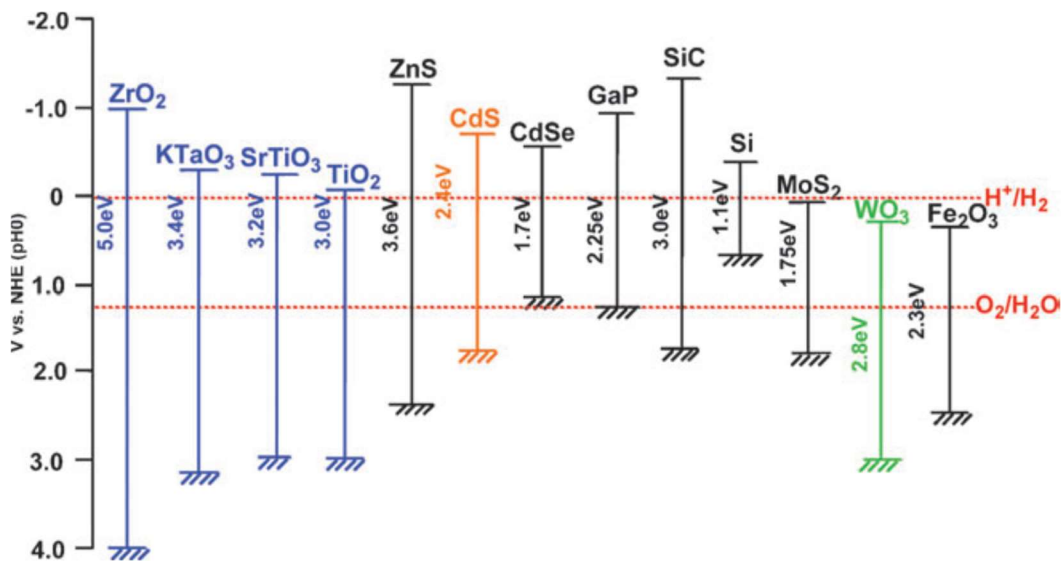 V vs. NHE (pH0)
-2.0
-1.0
0
1.0
2.0
3.0
4.0
ZrO₂
5.0eV
KTaO₃
3.4eV
SrTiO₃
3.2eV
TiO₂
3.0eV
ZnS
3.6eV
CdS
2.4eV
CdSe
1.7eV
GaP
2.25eV
SiC
3.0eV
Si
1.1eV
MoS₂
1.75eV
WO₃
2.8eV
Fe₂O₃
2.3eV
H⁺/H₂
O₂/H₂O